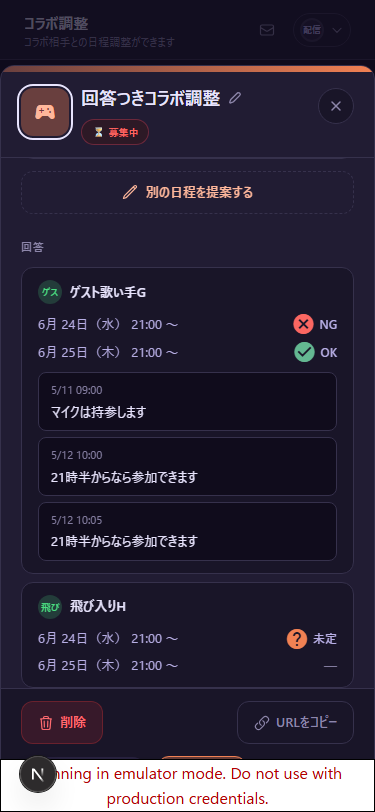 コラボ調整
コラボ相手との日程調整ができます
配信
回答つきコラボ調整
募集中
別の日程を提案する
回答
ゲス ゲスト歌い手G
6月 24日（水） 21:00 〜 NG
6月 25日（木） 21:00 〜 OK
5/11 09:00
マイクは持参します
5/12 10:00
21時半からなら参加できます
5/12 10:05
21時半からなら参加できます
飛び 飛び入りH
6月 24日（水） 21:00 〜 未定
6月 25日（木） 21:00 〜 —
削除 URLをコピー
N nning in emulator mode. Do not use with
production credentials.